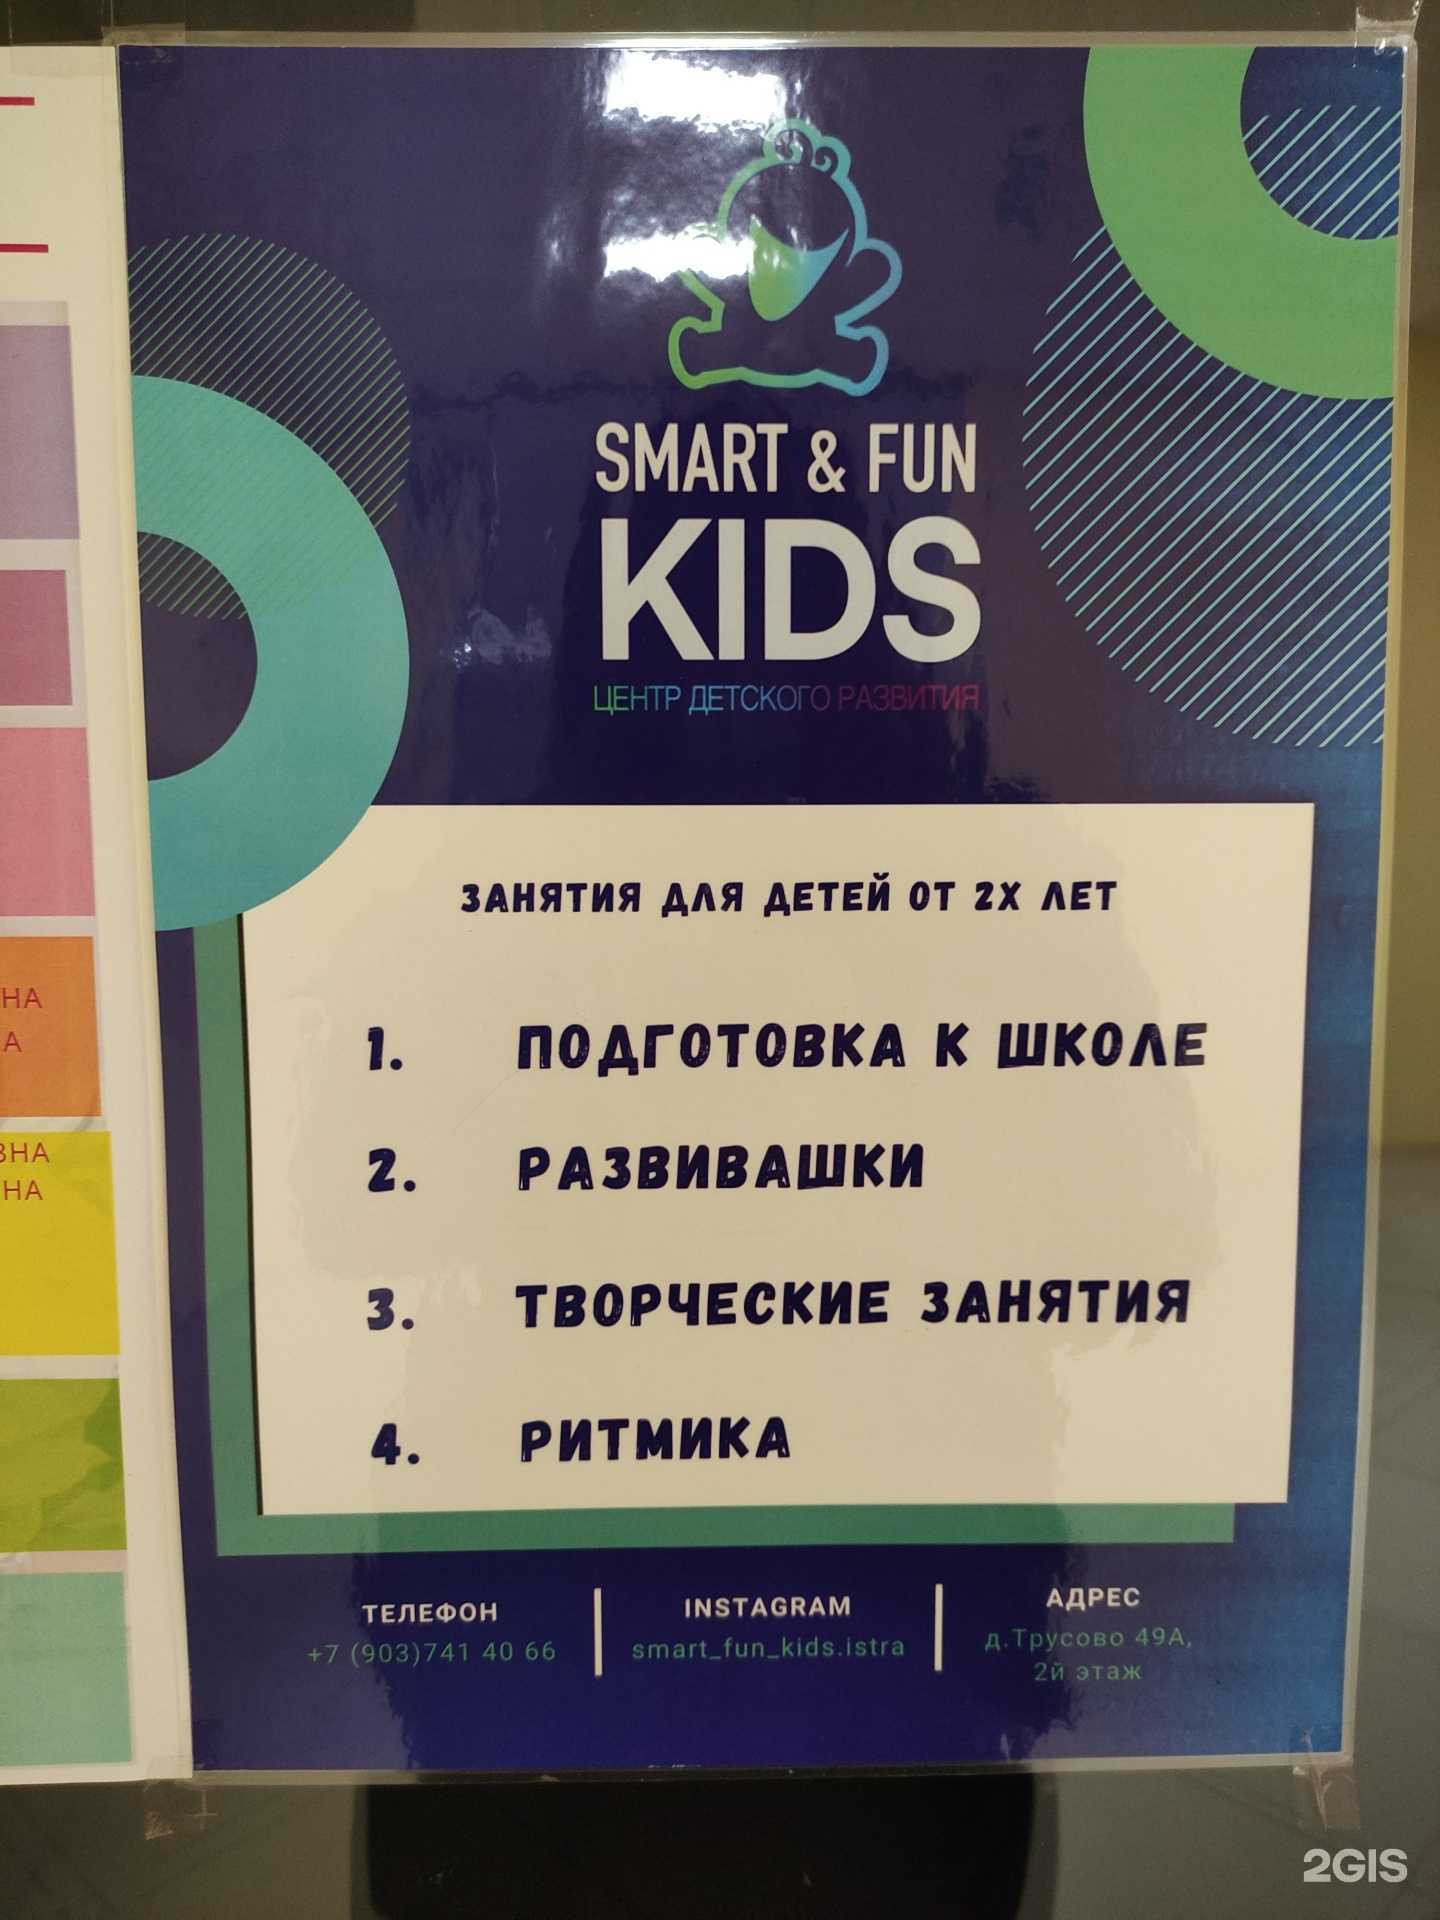 SMART & FUN
KIDS
ЦЕНТР ДЕТСКОГО РАЗВИТИЯ
ЗАНЯТИЯ ДЛЯ ДЕТЕЙ ОТ 2Х ЛЕТ
1. ПОДГОТОВКА К ШКОЛЕ
2. РАЗВИВАШКИ
3. ТВОРЧЕСКИЕ ЗАНЯТИЯ
4. РИТМИКА
ТЕЛЕФОН
+7 (903)741 40 66
INSTAGRAM
smart_fun_kids.istra
АДРЕС
д.Трусово 49А,
2й этаж
2GIS